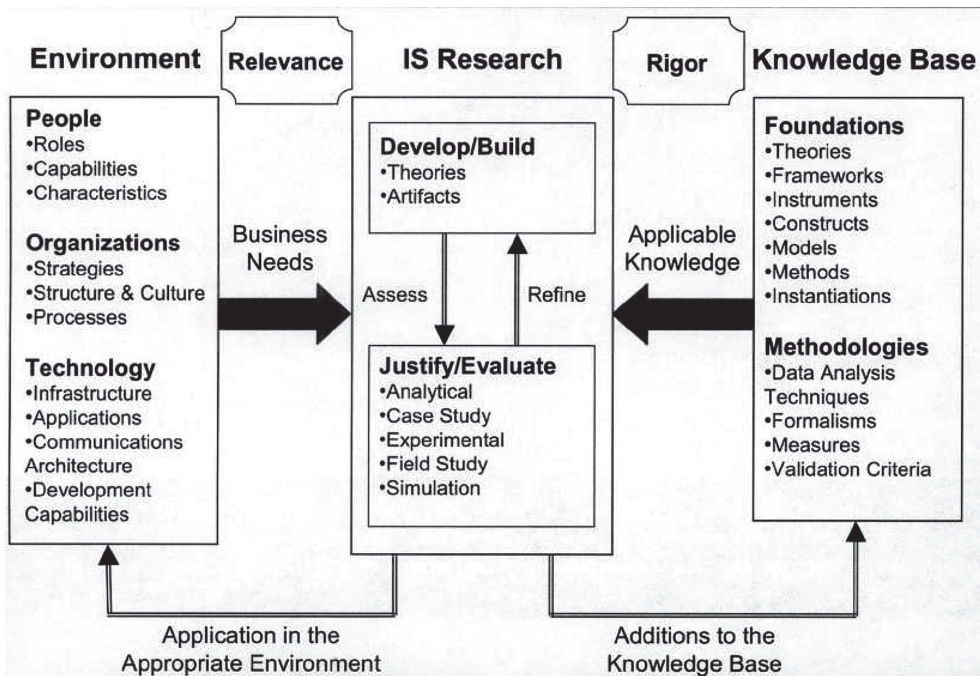 Environment
Relevance
IS Research
Rigor
Knowledge Base
People
•Roles
•Capabilities
•Characteristics
Organizations
•Strategies
•Structure & Culture
•Processes
Technology
•Infrastructure
•Applications
•Communications
Architecture
•Development
Capabilities
Business
Needs
Develop/Build
•Theories
•Artifacts
Assess
Refine
Justify/Evaluate
•Analytical
•Case Study
•Experimental
•Field Study
•Simulation
Applicable
Knowledge
Foundations
•Theories
•Frameworks
•Instruments
•Constructs
•Models
•Methods
•Instantiations
Methodologies
•Data Analysis
Techniques
•Formalisms
•Measures
•Validation Criteria
Application in the
Appropriate Environment
Additions to the
Knowledge Base